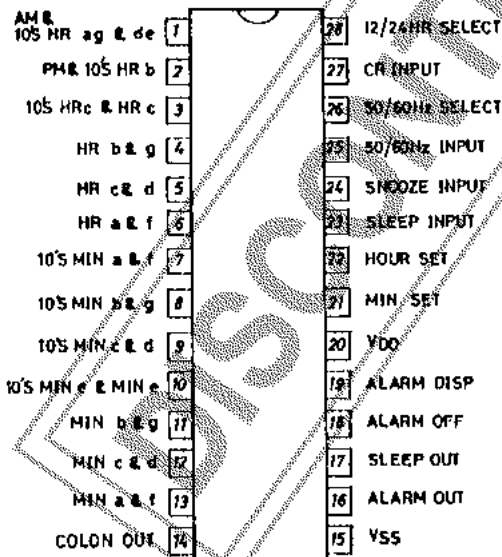 AM &
10'S HR ag & de 1 28 12/24HR SELECT
PM & 10'S HR b 2 27 CR INPUT
10'S HRc & HR c 3 26 50/60Hz SELECT
HR b & g 4 25 50/60Hz INPUT
HR c & d 5 24 SNOOZE INPUT
HR a & f 6 23 SLEEP INPUT
10'S MIN a & f 7 22 HOUR SET
10'S MIN b & g 8 21 MIN SET
10'S MIN c & d 9 20 VDD
10'S MIN e & MIN e 10 19 ALARM DISP
MIN b & g 11 18 ALARM OFF
MIN c & d 12 17 SLEEP OUT
MIN a & f 13 16 ALARM OUT
COLON OUT 14 15 VSS
DISCONTI